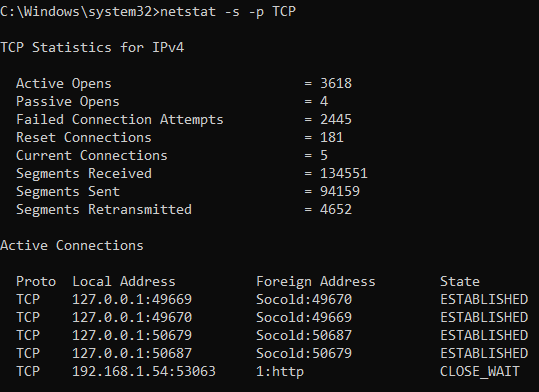 C:\Windows\system32>netstat -s -p TCP
TCP Statistics for IPv4
Active Opens = 3618
Passive Opens = 4
Failed Connection Attempts = 2445
Reset Connections = 181
Current Connections = 5
Segments Received = 134551
Segments Sent = 94159
Segments Retransmitted = 4652
Active Connections
Proto Local Address Foreign Address State
TCP 127.0.0.1:49669 Socold:49670 ESTABLISHED
TCP 127.0.0.1:49670 Socold:49669 ESTABLISHED
TCP 127.0.0.1:50679 Socold:50687 ESTABLISHED
TCP 127.0.0.1:50687 Socold:50679 ESTABLISHED
TCP 192.168.1.54:53063 1:http CLOSE_WAIT